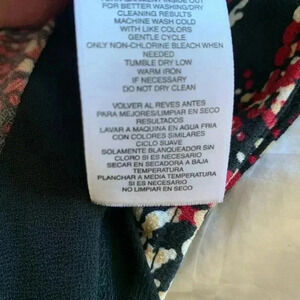 FOR BETTER WASHING/DRY
CLEANING RESULTS
MACHINE WASH COLD
WITH LIKE COLORS
GENTLE CYCLE
ONLY NON-CHLORINE BLEACH WHEN
NEEDED
TUMBLE DRY LOW
WARM IRON
IF NECESSARY
DO NOT DRY CLEAN
VOLVER AL REVES ANTES
PARA MEJORES/LIMPIAR EN SECO
RESULTADOS
LAVAR A MAQUINA EN AGUA FRIA
CON COLORES SIMILARES
CICLO SUAVE
SOLAMENTE BLANQUEADOR SIN
CLORO SI ES NECESARIO
SECAR EN SECADORA A BAJA
TEMPERATURA
PLANCHAR A MEDIA TEMPERATURA
SI ES NECESARIO
NO LIMPIAR EN SECO